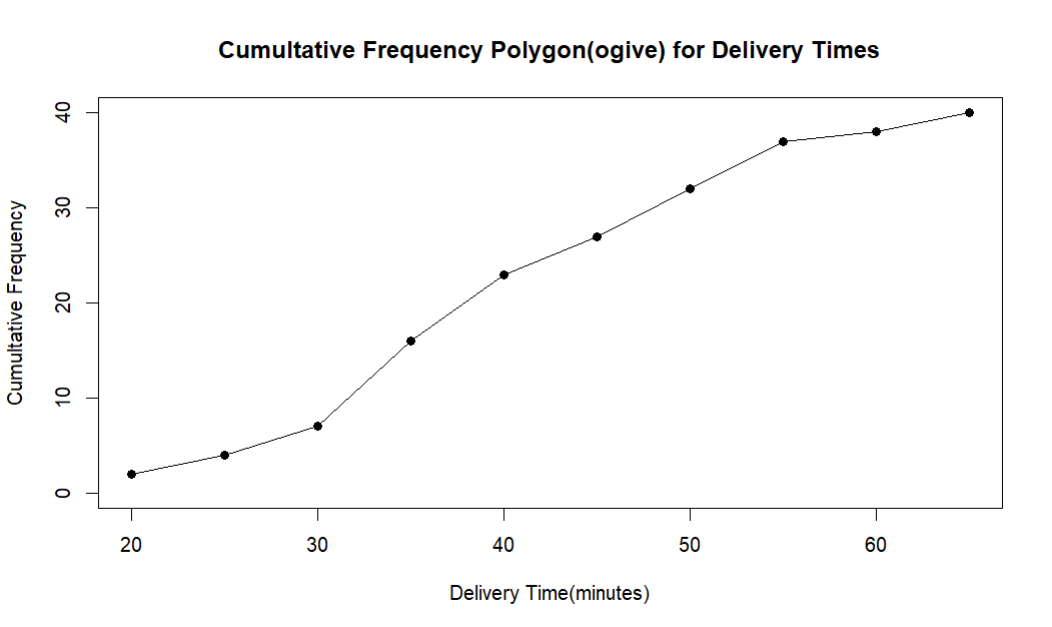 Cumultative Frequency Polygon(ogive) for Delivery Times
Cumultative Frequency
40
30
20
10
0
20 30 40 50 60
Delivery Time(minutes)